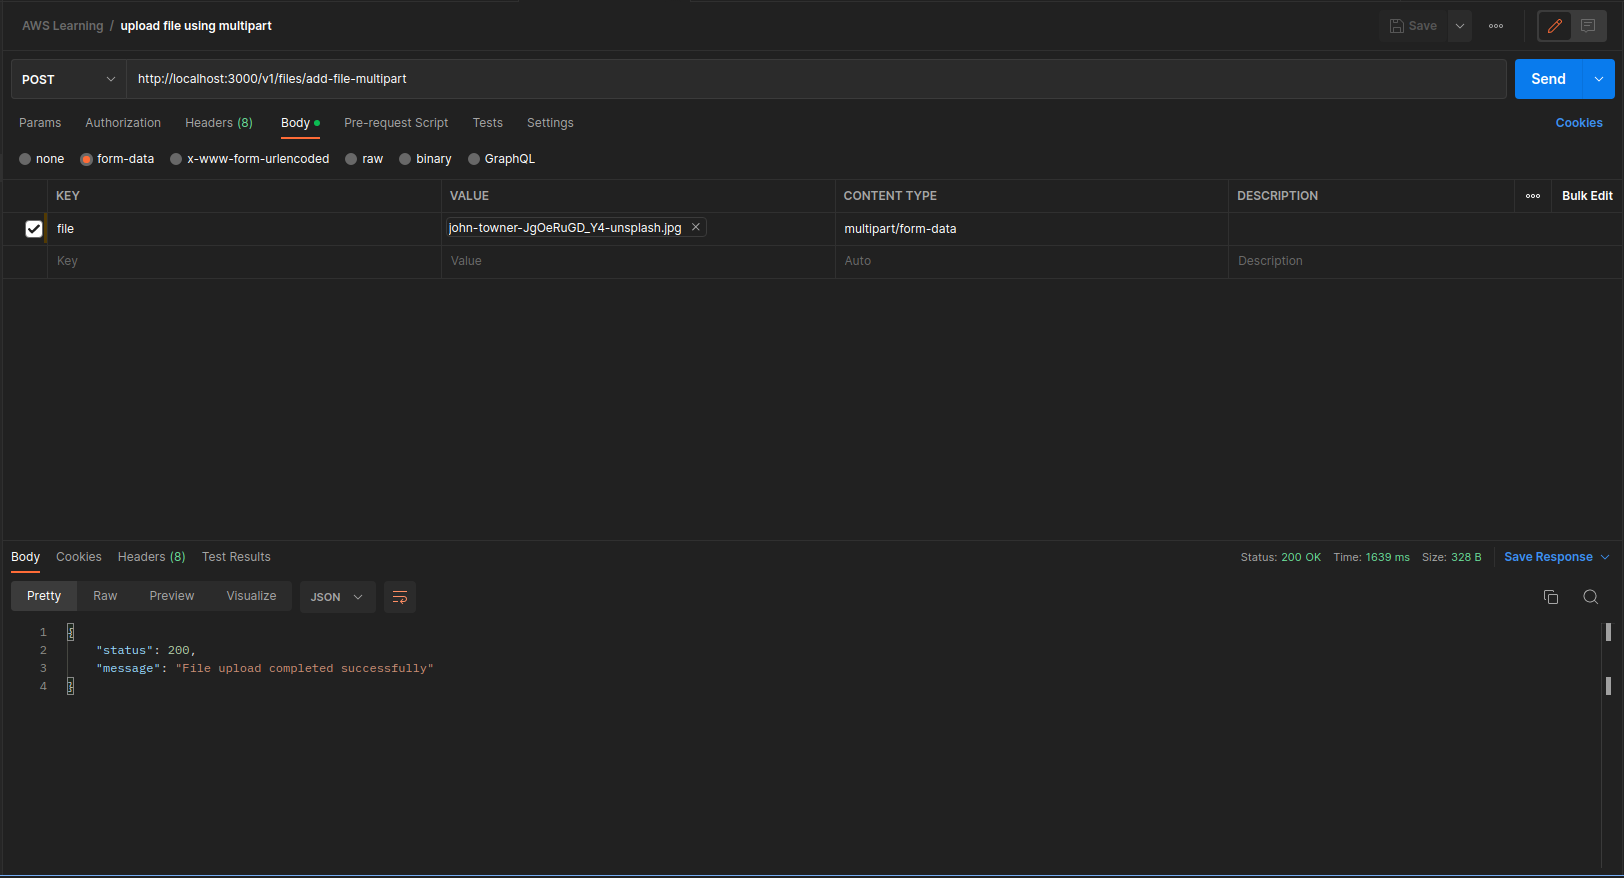 AWS Learning / upload file using multipart
Save
POST http://localhost:3000/v1/files/add-file-multipart Send
Params Authorization Headers (8) Body Pre-request Script Tests Settings Cookies
none form-data x-www-form-urlencoded raw binary GraphQL
KEY VALUE CONTENT TYPE DESCRIPTION Bulk Edit
file john-towner-JgOeRuGD_Y4-unsplash.jpg multipart/form-data
Key Value Auto Description
Body Cookies Headers (8) Test Results Status: 200 OK Time: 1639 ms Size: 328 B Save Response
Pretty Raw Preview Visualize JSON
1 {
2 "status": 200,
3 "message": "File upload completed successfully"
4 }